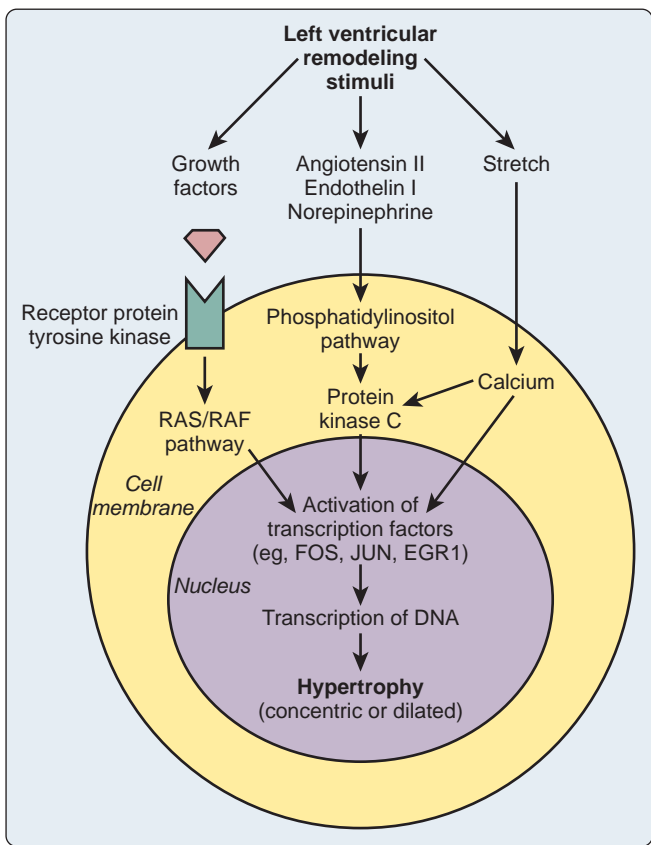 Left ventricular
remodeling
stimuli
Growth
factors
Angiotensin II
Endothelin I
Norepinephrine
Stretch
Receptor protein
tyrosine kinase
Phosphatidylinositol
pathway
Calcium
Protein
kinase C
RAS/RAF
pathway
Cell
membrane
Activation of
transcription factors
(eg, FOS, JUN, EGR1)
Nucleus
Transcription of DNA
Hypertrophy
(concentric or dilated)